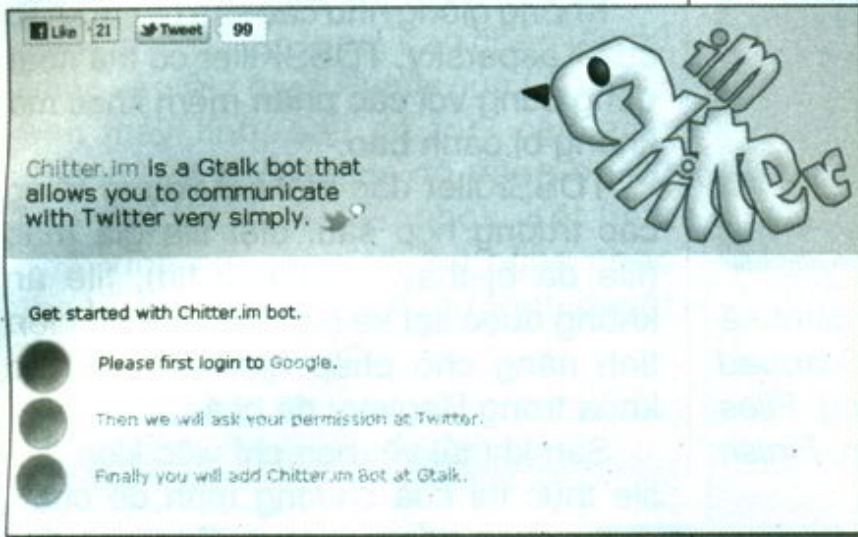 Like 21 Tweet 99
im
Chitter
Chitter.im is a Gtalk bot that
allows you to communicate
with Twitter very simply.
Get started with Chitter.im bot.
Please first login to Google.
Then we will ask your permission at Twitter.
Finally you will add Chitter.im Bot at Gtalk.